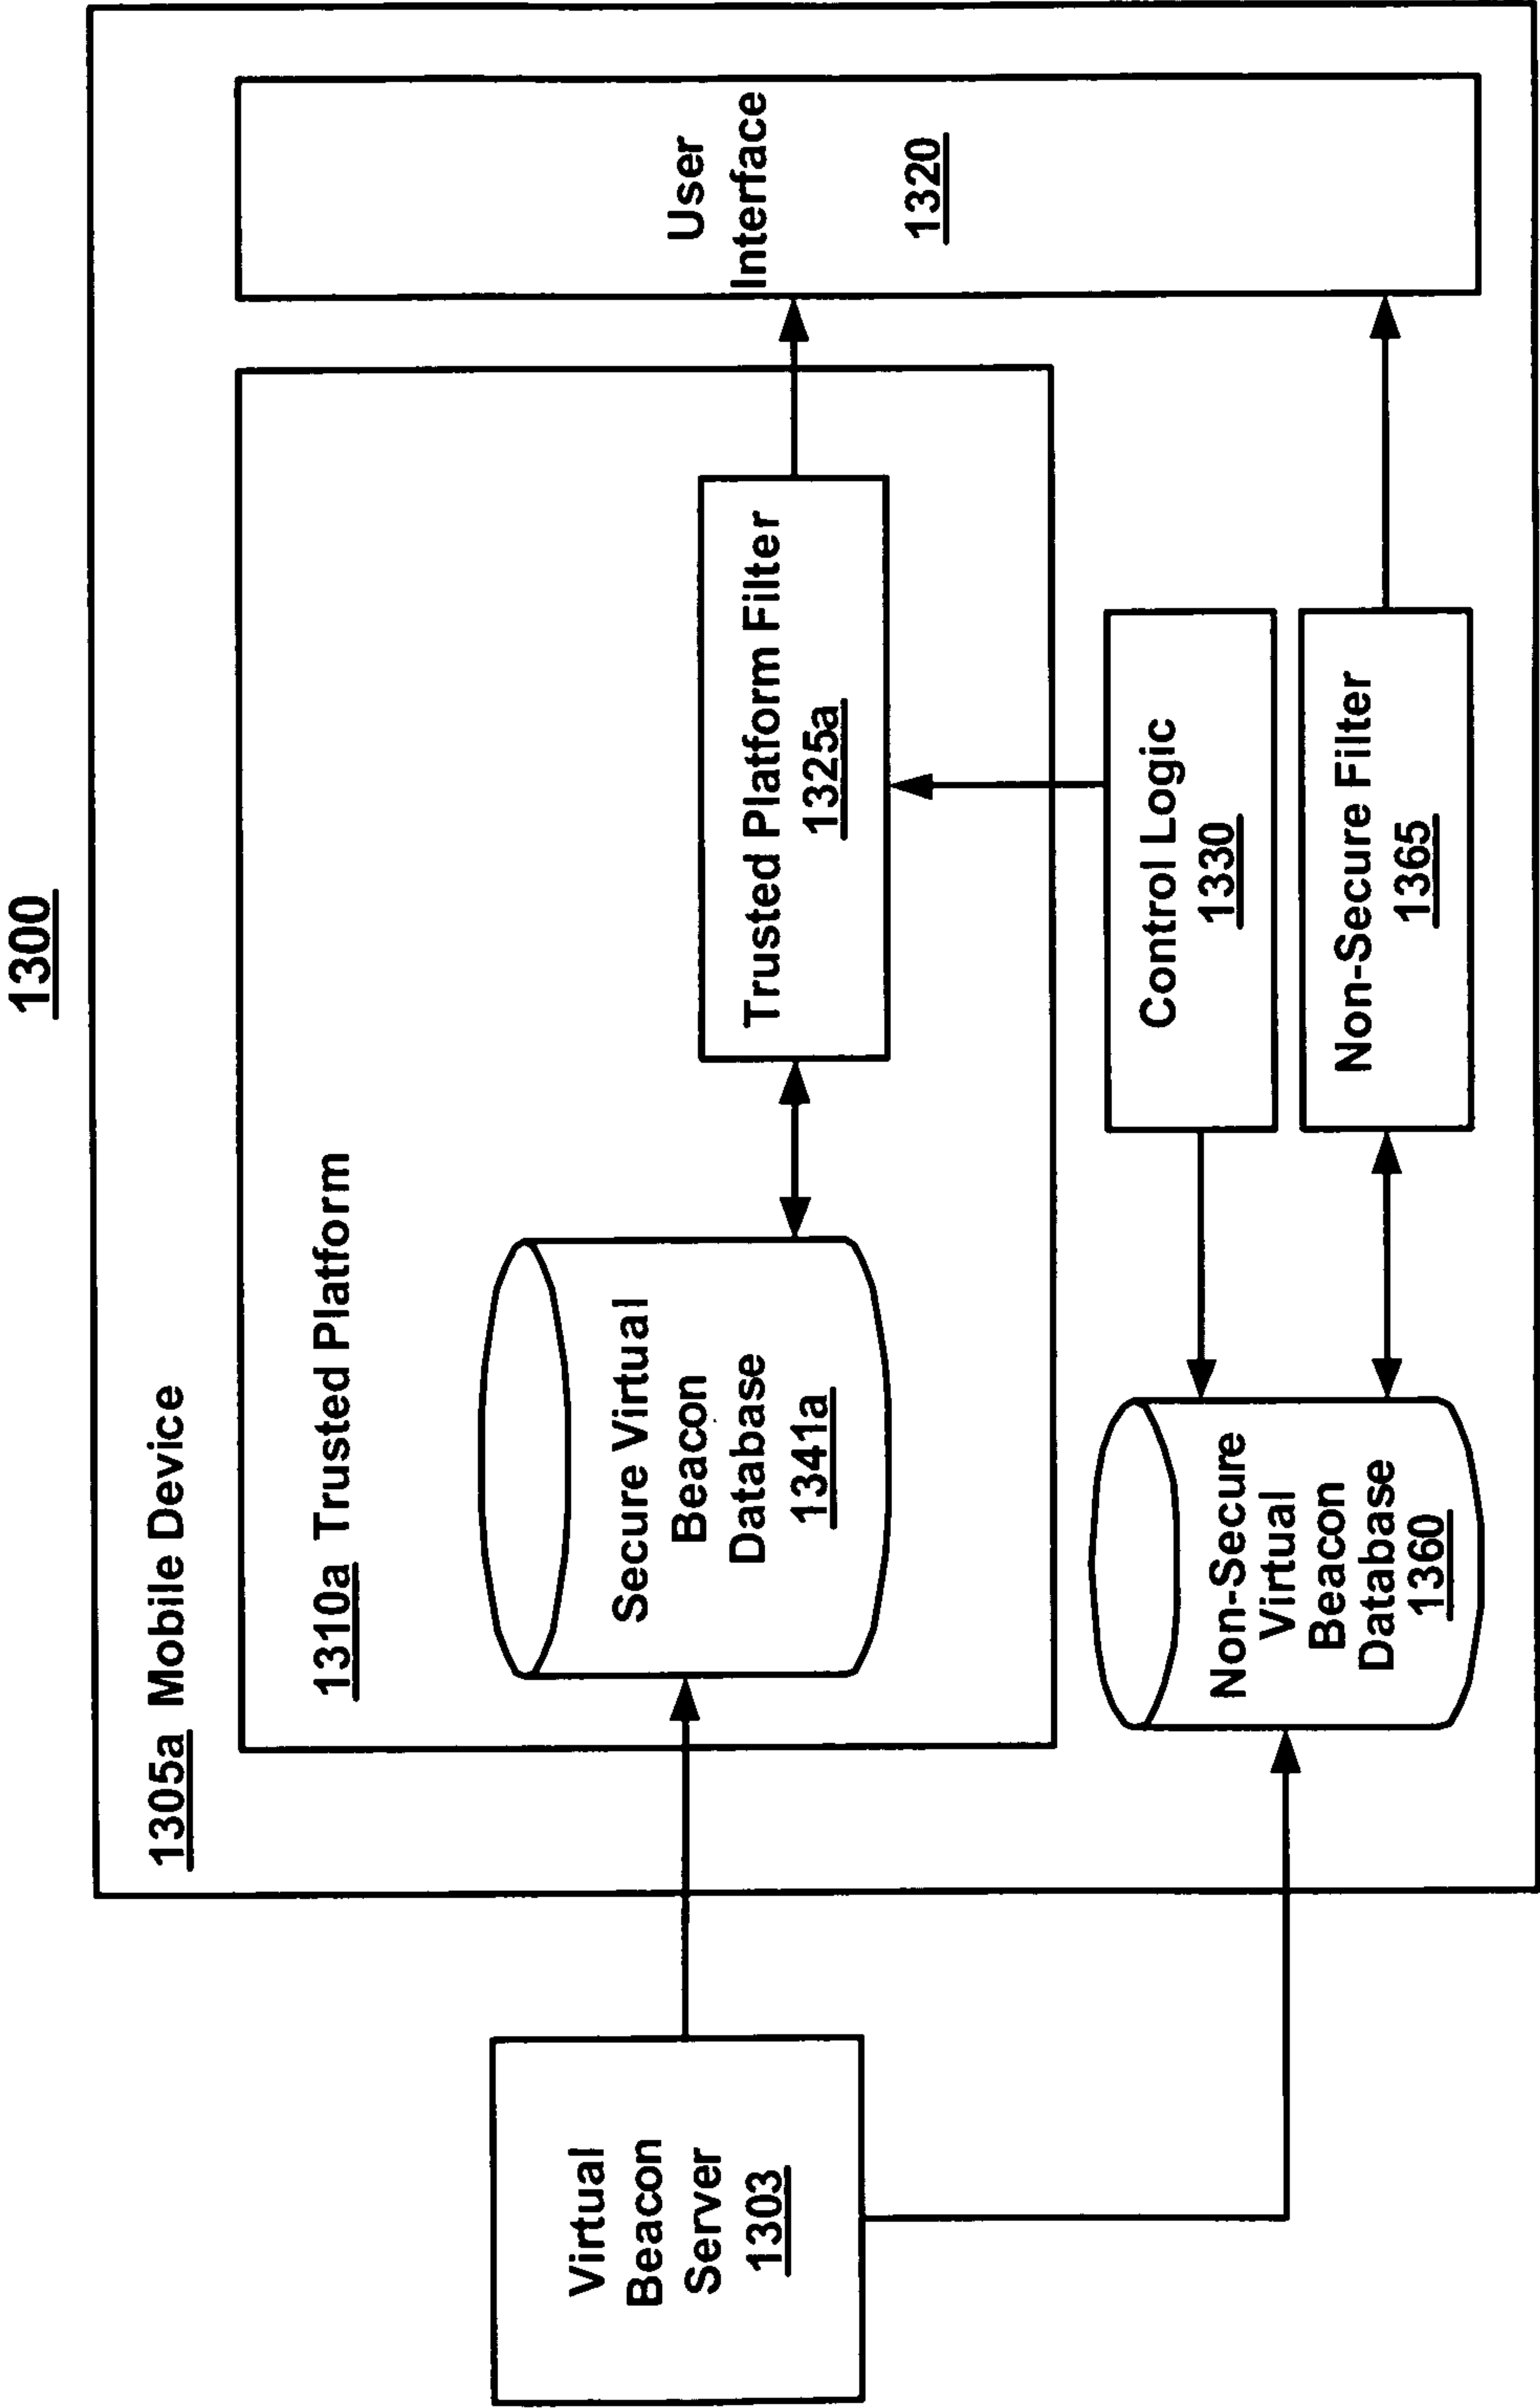 1300
1305a Mobile Device
1310a Trusted Platform
User
Interface
1320
Trusted Platform Filter
1325a
Secure Virtual
Beacon
Database
1341a
Virtual
Beacon
Server
1303
Control Logic
1330
Non-Secure
Virtual
Beacon
Database
1360
Non-Secure Filter
1365